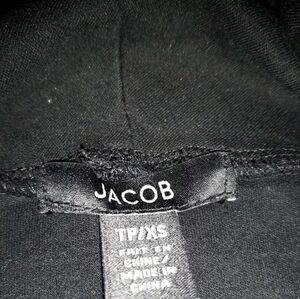 JACOB
TP/XS
FAIT EN
CHINE/
MADE IN
CHINA